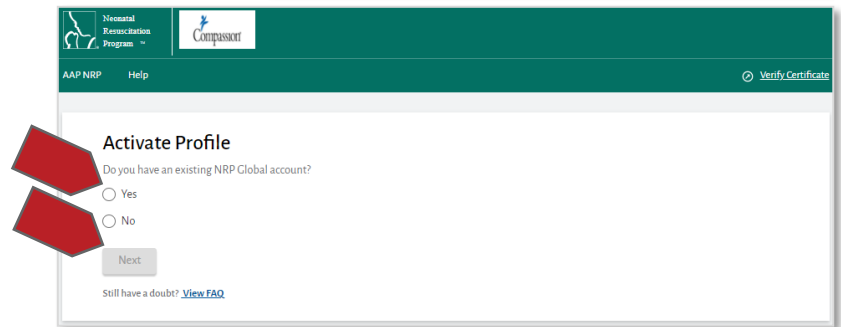 Neonatal
Resuscitation
Program ™
Compassion
AAP NRP Help Verify Certificate
Activate Profile
Do you have an existing NRP Global account?
Yes
No
Next
Still have a doubt? View FAQ